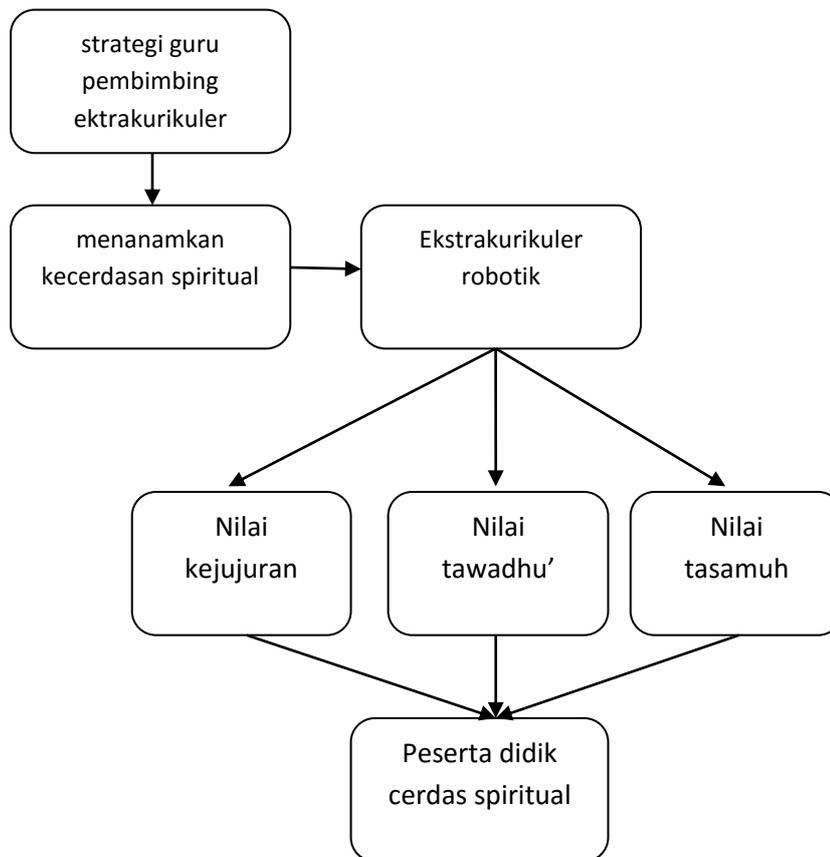 strategi guru
pembimbing
ektrakurikuler
menanamkan
kecerdasan spiritual
Ekstrakurikuler
robotik
Nilai
kejujuran
Nilai
tawadhu’
Nilai
tasamuh
Peserta didik
cerdas spiritual